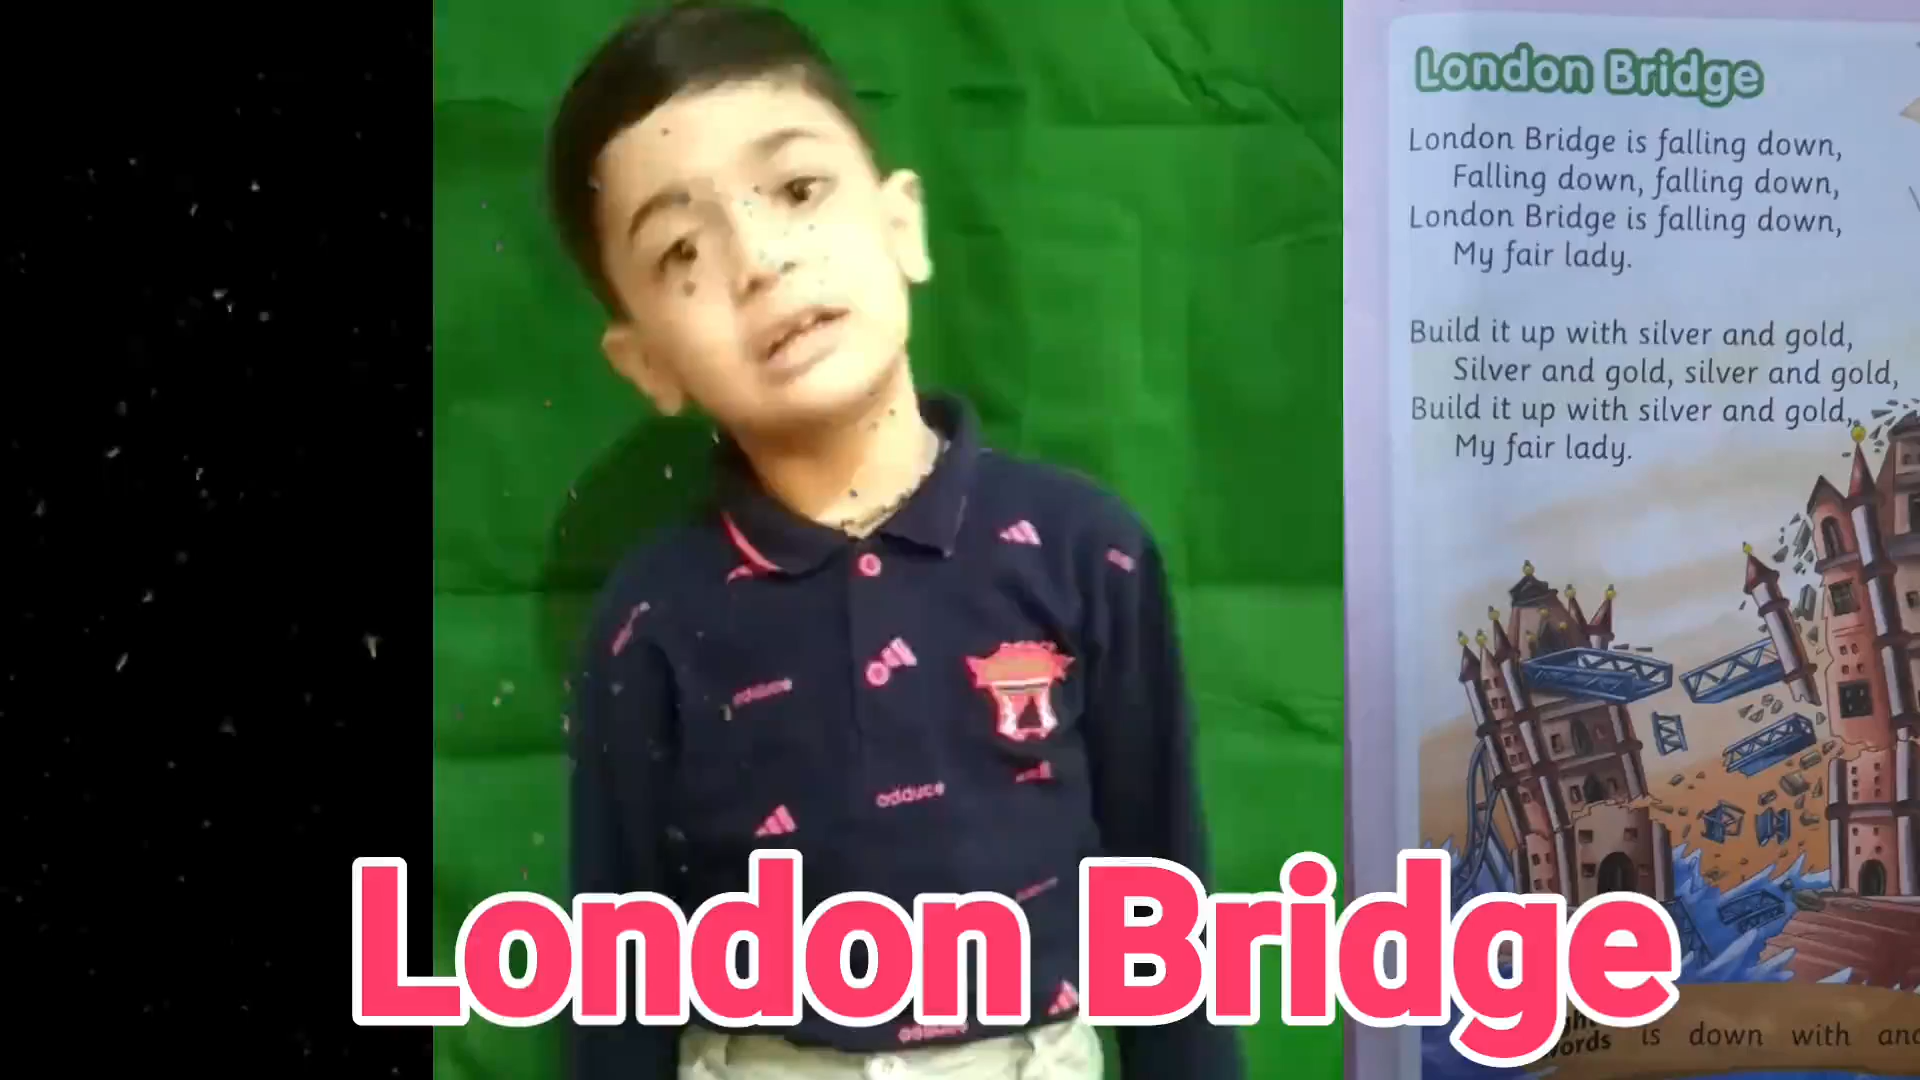 London Bridge
London Bridge is falling down,
Falling down, falling down,
London Bridge is falling down,
My fair lady.
Build it up with silver and gold,
Silver and gold, silver and gold,
Build it up with silver and gold,
My fair lady.
adduce
London Bridge
is down with